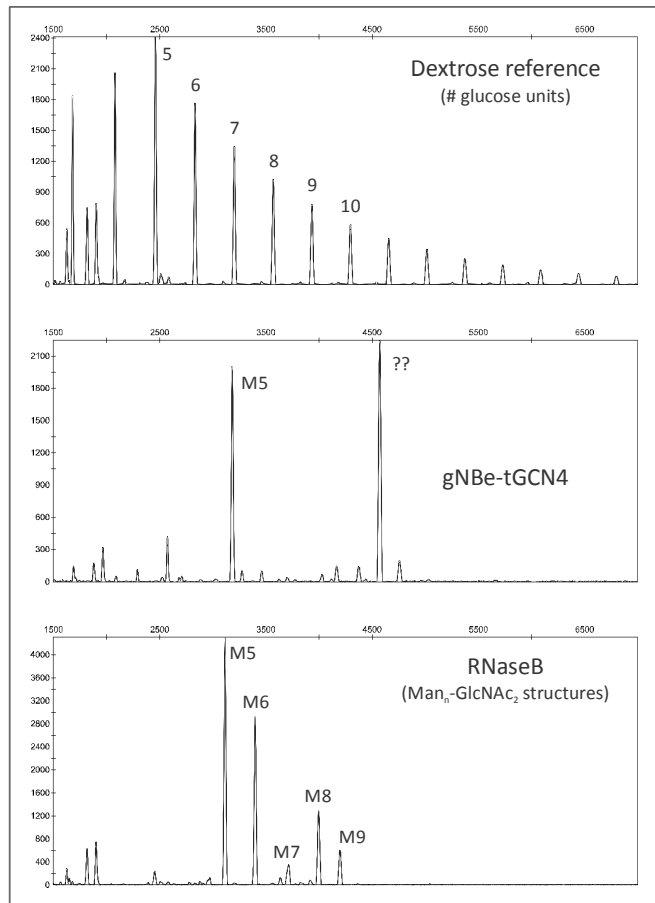 1500 2500 3500 4500 5500 6500
2400
2100
1800
1500
1200
900
600
300
0
5
6
7
8
9
10
Dextrose reference
(# glucose units)
1500 2500 3500 4500 5500 6500
2100
1800
1500
1200
900
600
300
0
M5
??
gNBe-tGCN4
1500 2500 3500 4500 5500 6500
4000
3600
3200
2800
2400
2000
1600
1200
800
400
0
M5
M6
M7
M8
M9
RNaseB
(Manₙ-GlcNAc₂ structures)